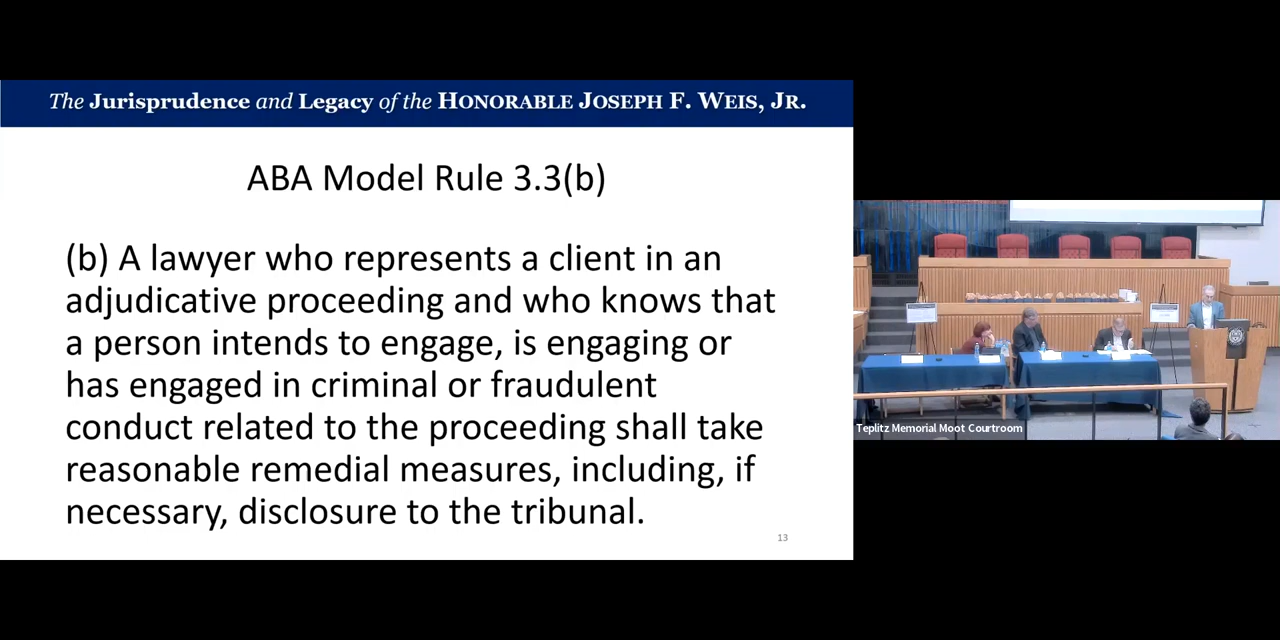 The Jurisprudence and Legacy of the HONORABLE JOSEPH F. WEIS, JR.
ABA Model Rule 3.3(b)
(b) A lawyer who represents a client in an
adjudicative proceeding and who knows that
a person intends to engage, is engaging or
has engaged in criminal or fraudulent
conduct related to the proceeding shall take
reasonable remedial measures, including, if
necessary, disclosure to the tribunal.
13
Teplitz Memorial Moot Courtroom